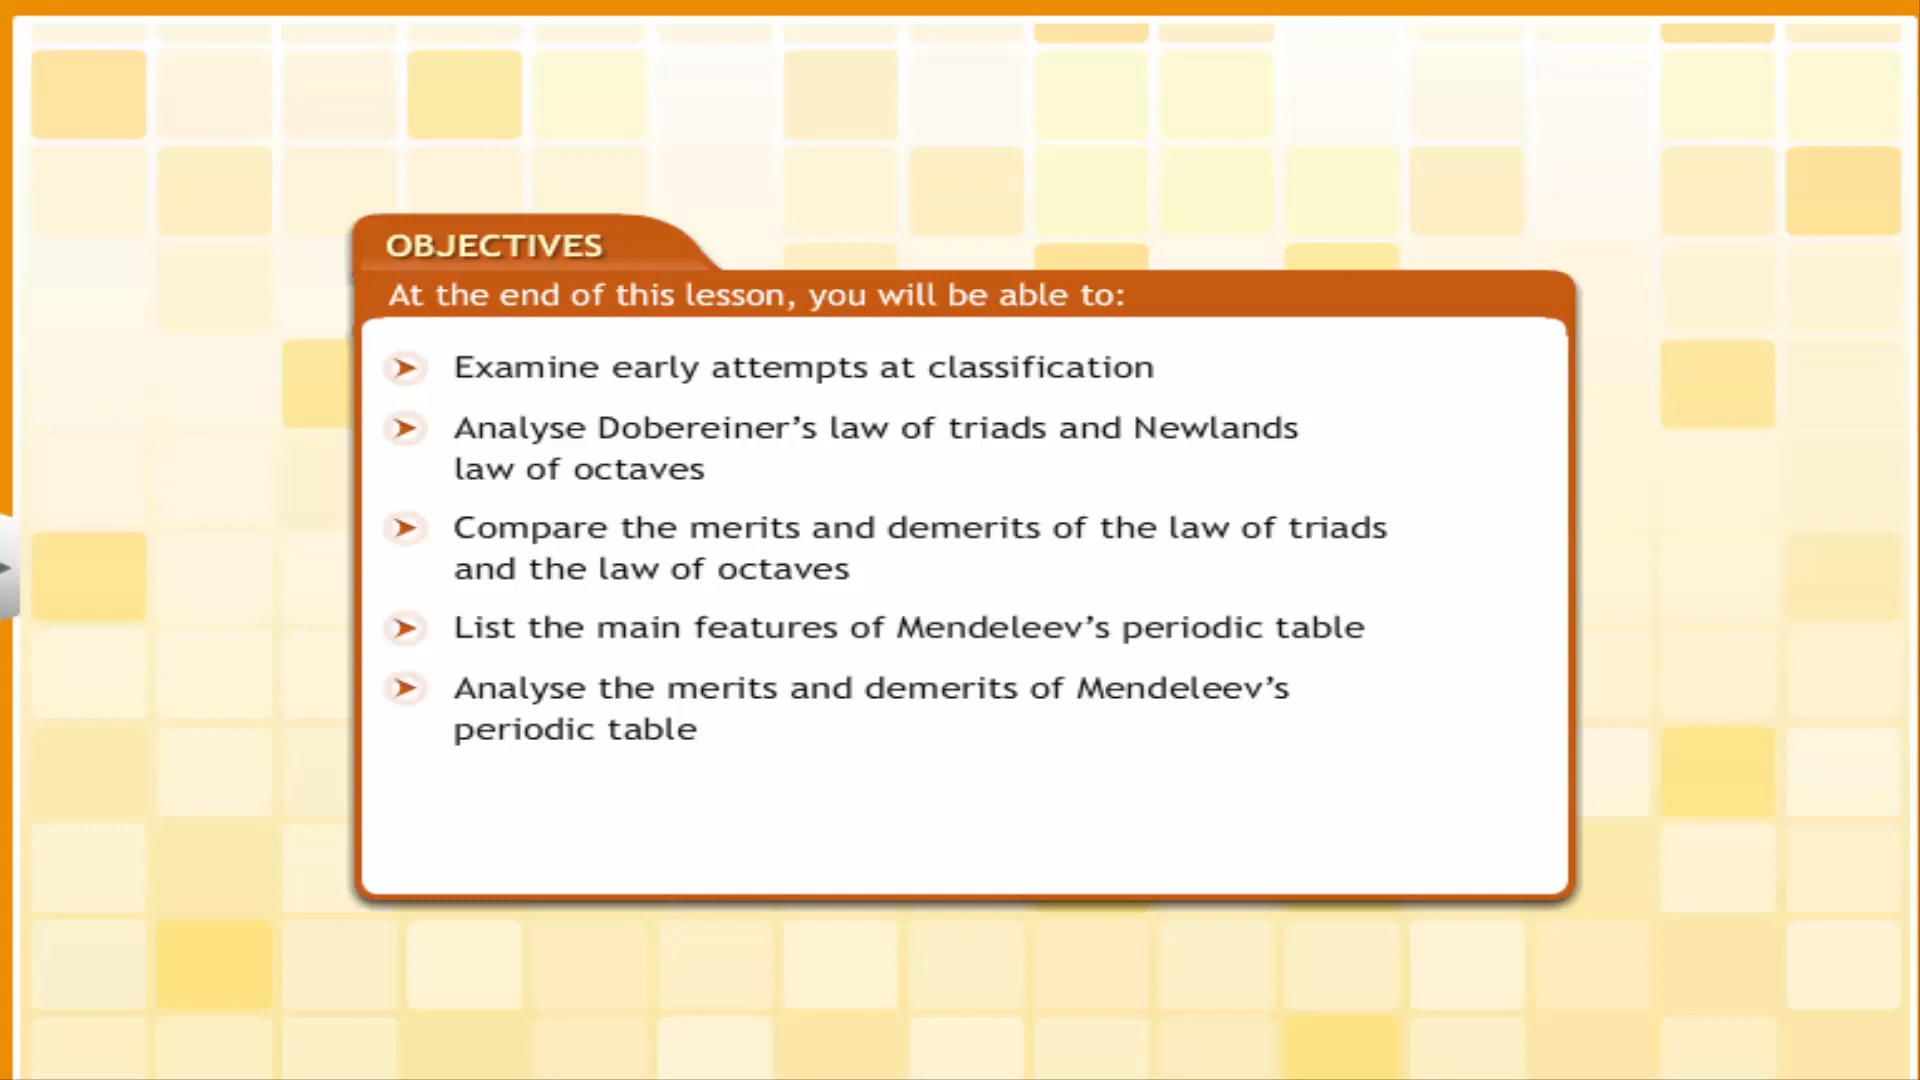 OBJECTIVES
At the end of this lesson, you will be able to:
Examine early attempts at classification
Analyse Dobereiner’s law of triads and Newlands
law of octaves
Compare the merits and demerits of the law of triads
and the law of octaves
List the main features of Mendeleev’s periodic table
Analyse the merits and demerits of Mendeleev’s
periodic table